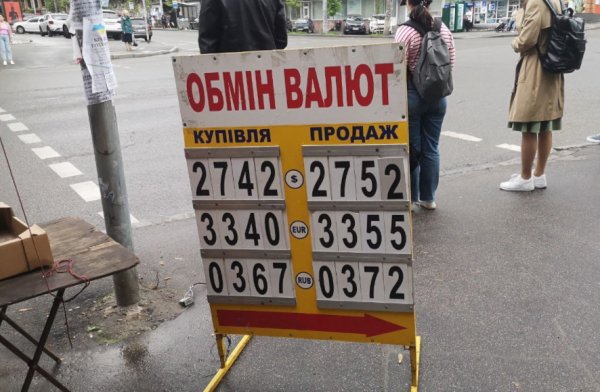 ОБМІН ВАЛЮТ
КУПІВЛЯ ПРОДАЖ
2742 $ 2752
3340 EUR 3355
0367 RUB 0372